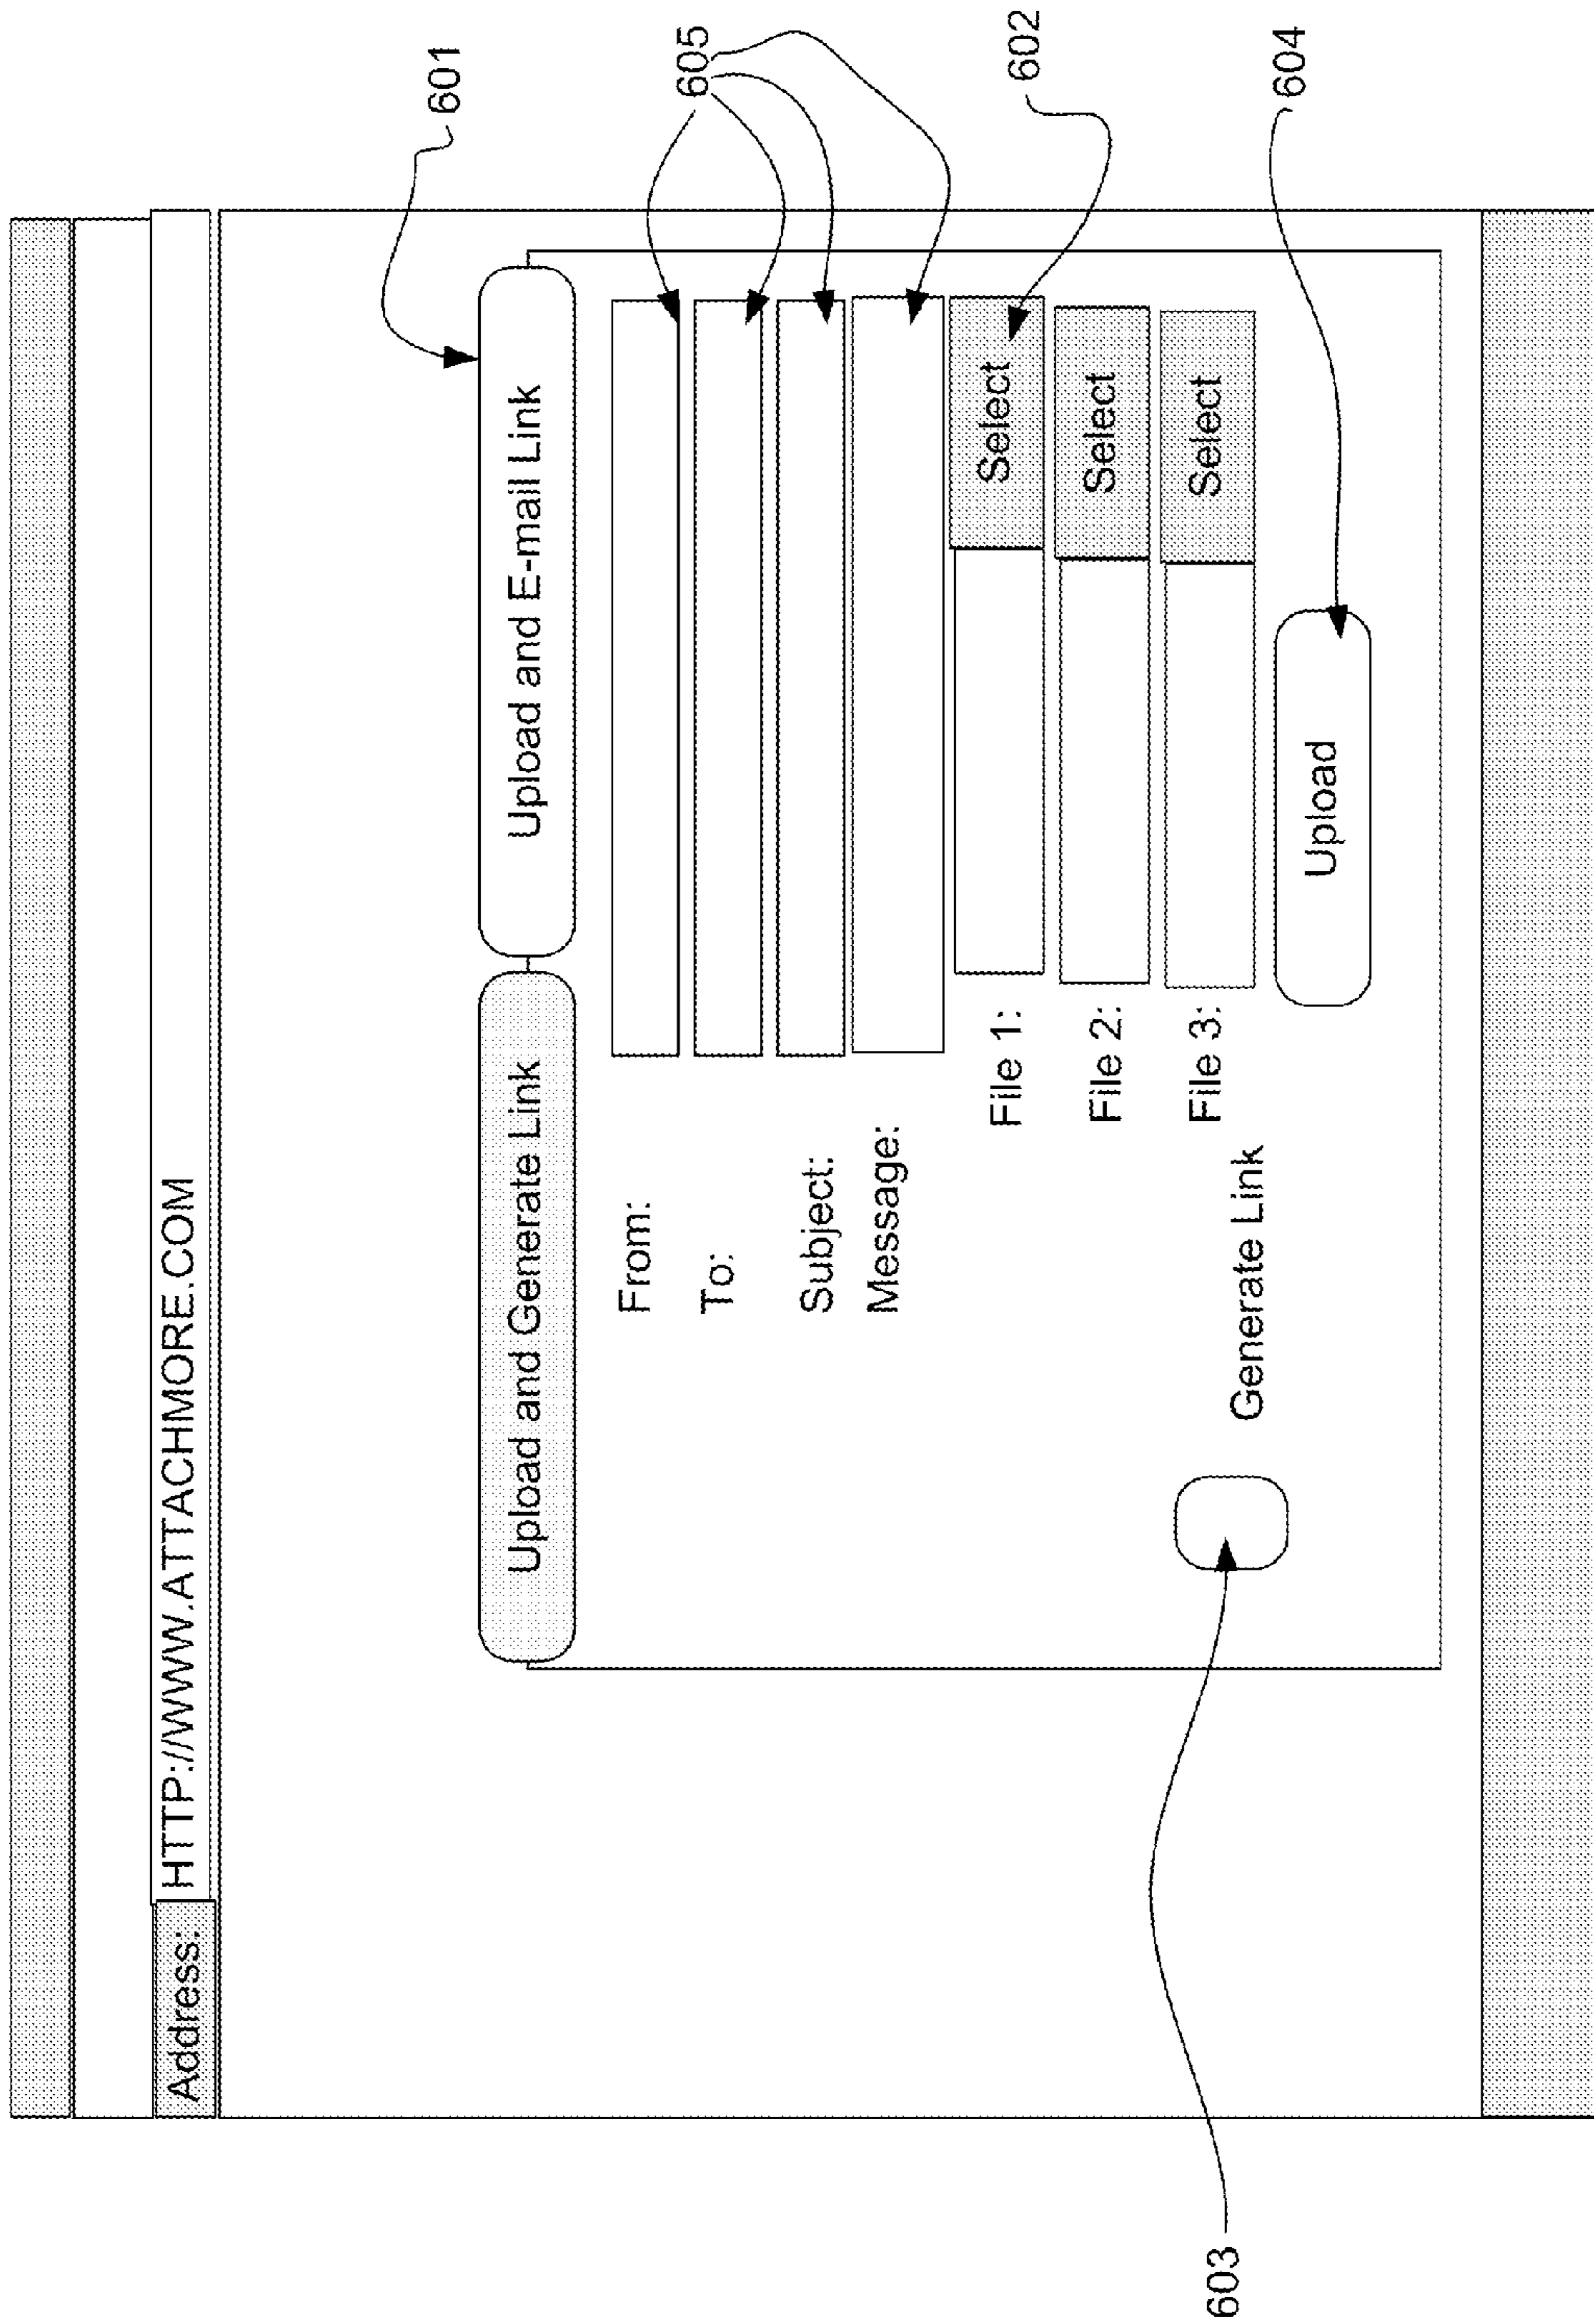 Address: HTTP://WWW.ATTACHMORE.COM
601
Upload and Generate Link Upload and E-mail Link
From:
605
To:
Subject:
Message:
File 1: Select
602
File 2: Select
File 3: Select
603
Generate Link
Upload
604